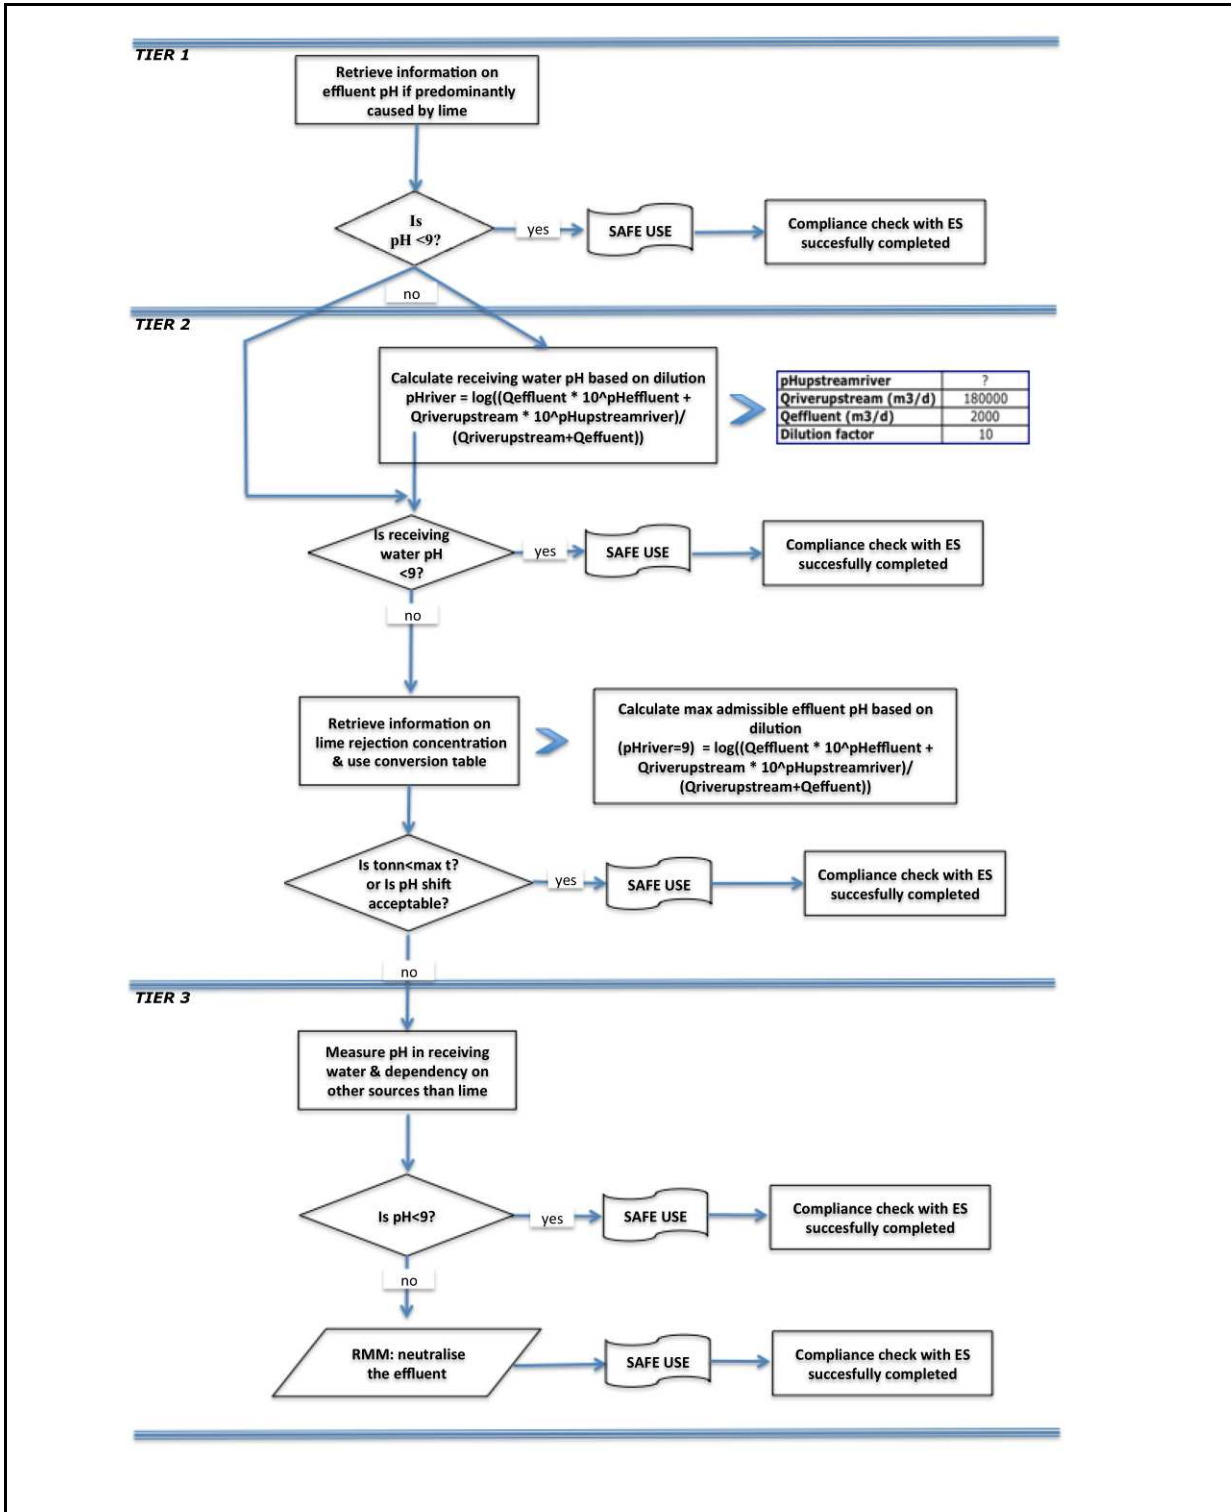 TIER 1
Retrieve information on
effluent pH if predominantly
caused by lime
Is
pH <9?
yes
SAFE USE
Compliance check with ES
succesfully completed
no
TIER 2
Calculate receiving water pH based on dilution
pHriver = log((Qeffluent * 10^pHeffluent +
Qriverupstream * 10^pHupstreamriver)/
(Qriverupstream+Qeffuent))
pHupstreamriver ?
Qriverupstream (m3/d) 180000
Qeffluent (m3/d) 2000
Dilution factor 10
Is receiving
water pH
<9?
yes
SAFE USE
Compliance check with ES
succesfully completed
no
Retrieve information on
lime rejection concentration
& use conversion table
Calculate max admissible effluent pH based on
dilution
(pHriver=9) = log((Qeffluent * 10^pHeffluent +
Qriverupstream * 10^pHupstreamriver)/
(Qriverupstream+Qeffuent))
Is tonn<max t?
or Is pH shift
acceptable?
yes
SAFE USE
Compliance check with ES
succesfully completed
no
TIER 3
Measure pH in receiving
water & dependency on
other sources than lime
Is pH<9?
yes
SAFE USE
Compliance check with ES
succesfully completed
no
RMM: neutralise
the effluent
SAFE USE
Compliance check with ES
succesfully completed